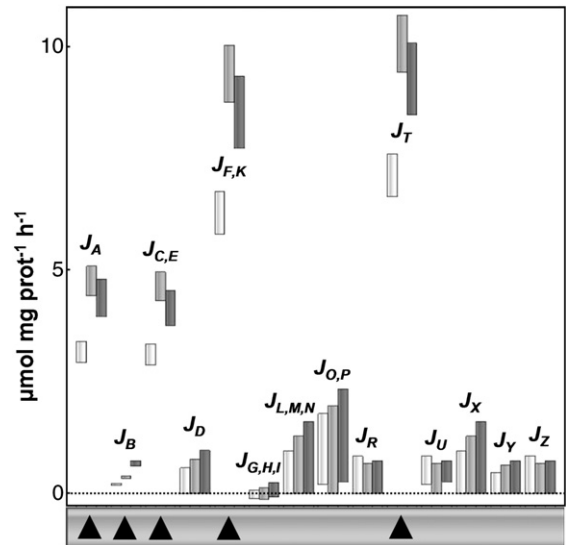 10
J_T
J_F,K
J_A
J_C,E
5
µmol mg prot⁻¹ h⁻¹
J_O,P
J_L,M,N
J_X
J_B
J_D
J_R
J_U
J_Y
J_Z
J_G,H,I
0